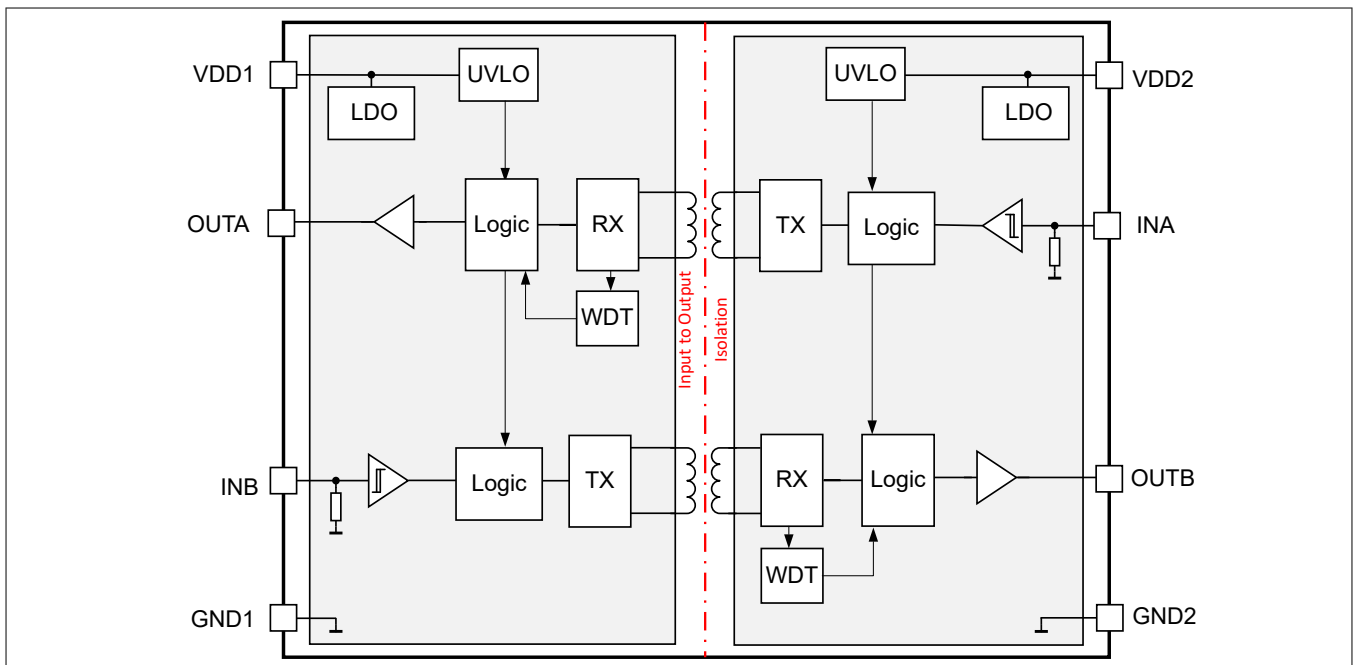 VDD1
UVLO
UVLO
VDD2
LDO
LDO
OUTA
Logic
RX
TX
Logic
INA
WDT
Input to Output
Isolation
INB
Logic
TX
RX
Logic
OUTB
WDT
GND1
GND2